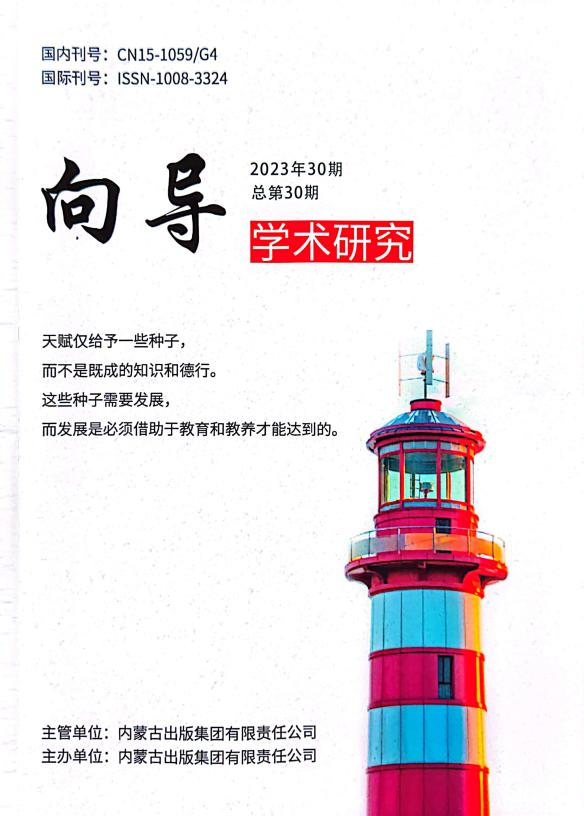 国内刊号：CN15-1059/G4
国际刊号：ISSN-1008-3324
向导
2023年30期
总第30期
学术研究
天赋仅给予一些种子，
而不是既成的知识和德行。
这些种子需要发展，
而发展是必须借助于教育和教养才能达到的。
主管单位：内蒙古出版集团有限责任公司
主办单位：内蒙古出版集团有限责任公司